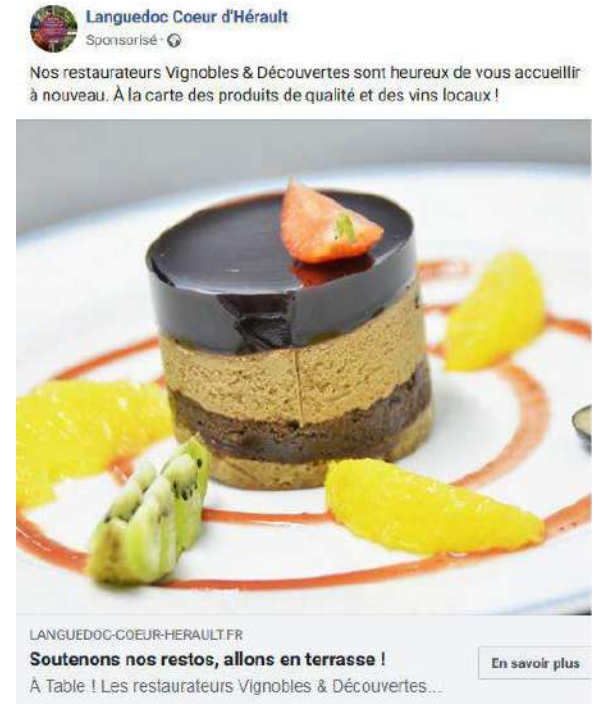 Languedoc Coeur d'Hérault
Sponsorisé ·
Nos restaurateurs Vignobles & Découvertes sont heureux de vous accueillir
à nouveau. À la carte des produits de qualité et des vins locaux !
LANGUEDOC-COEUR-HERAULT.FR
Soutenons nos restos, allons en terrasse !
En savoir plus
À Table ! Les restaurateurs Vignobles & Découvertes...